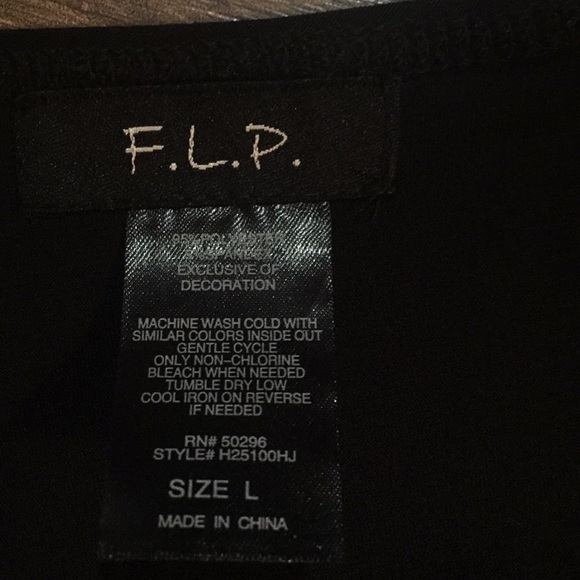 F.L.P.
EXCLUSIVE OF
DECORATION
MACHINE WASH COLD WITH
SIMILAR COLORS INSIDE OUT
GENTLE CYCLE
ONLY NON-CHLORINE
BLEACH WHEN NEEDED
TUMBLE DRY LOW
COOL IRON ON REVERSE
IF NEEDED
RN# 50296
STYLE# H25100HJ
SIZE L
MADE IN CHINA